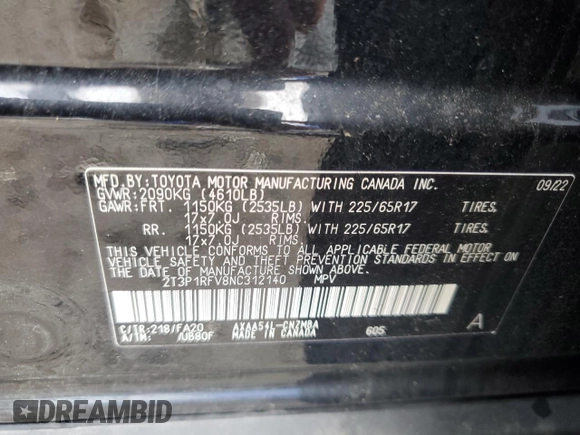 MFD.BY:TOYOTA MOTOR MANUFACTURING CANADA INC. 09/22
GVWR:2090KG (4610LB)
GAWR:FRT. 1150KG (2535LB) WITH 225/65R17 TIRES,
17x7.0J RIMS.
RR. 1150KG (2535LB) WITH 225/65R17 TIRES,
17x7.0J RIMS.
THIS VEHICLE CONFORMS TO ALL APPLICABLE FEDERAL MOTOR
VEHICLE SAFETY AND THEFT PREVENTION STANDARDS IN EFFECT
ON THE DATE OF MANUFACTURE SHOWN ABOVE.
2T3P1RFV8NC312140 MPV
C/TR:218/FA20 AXAA54L-CNZMBA 605 A
A/TM: /UB80F MADE IN CANADA
DREAMBID